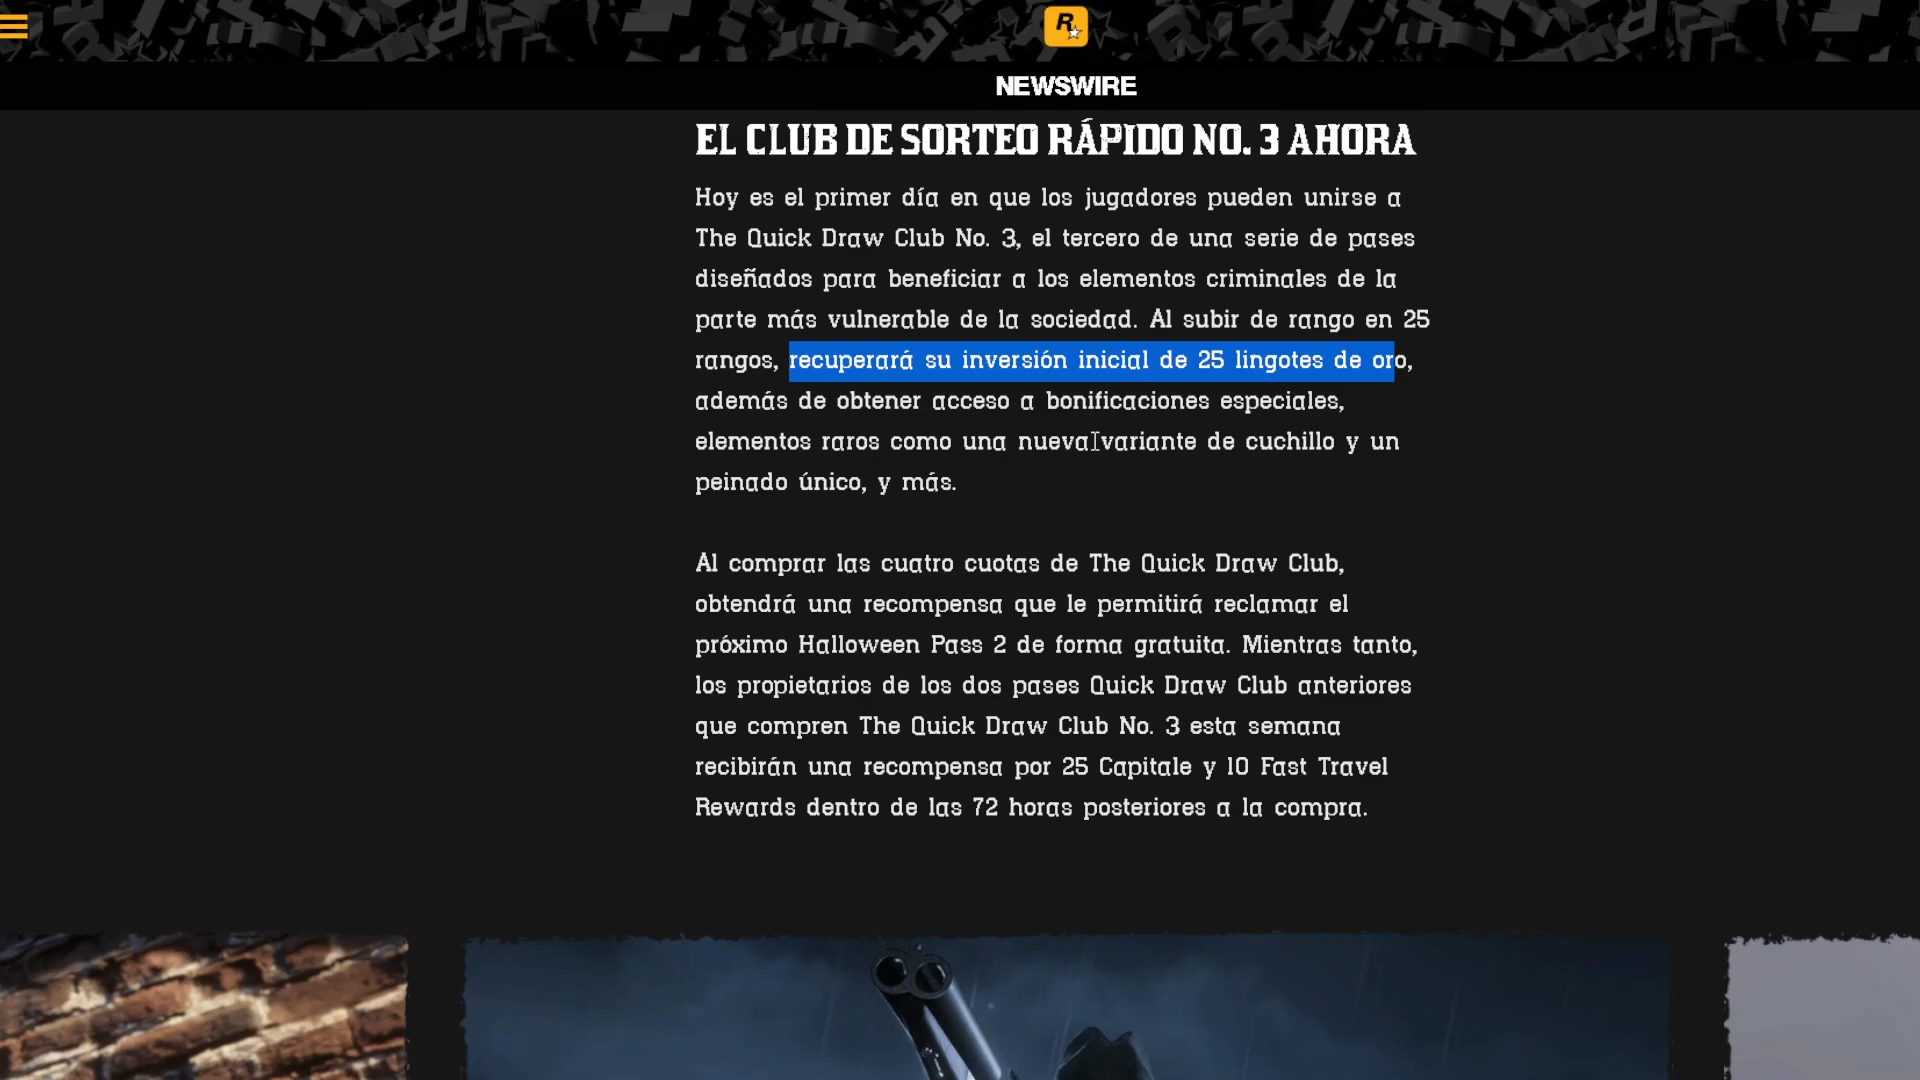 R
NEWSWIRE
EL CLUB DE SORTEO RÁPIDO NO. 3 AHORA
Hoy es el primer día en que los jugadores pueden unirse a
The Quick Draw Club No. 3, el tercero de una serie de pases
diseñados para beneficiar a los elementos criminales de la
parte más vulnerable de la sociedad. Al subir de rango en 25
rangos, recuperará su inversión inicial de 25 lingotes de oro,
además de obtener acceso a bonificaciones especiales,
elementos raros como una nueva variante de cuchillo y un
peinado único, y más.
Al comprar las cuatro cuotas de The Quick Draw Club,
obtendrá una recompensa que le permitirá reclamar el
próximo Halloween Pass 2 de forma gratuita. Mientras tanto,
los propietarios de los dos pases Quick Draw Club anteriores
que compren The Quick Draw Club No. 3 esta semana
recibirán una recompensa por 25 Capitale y 10 Fast Travel
Rewards dentro de las 72 horas posteriores a la compra.